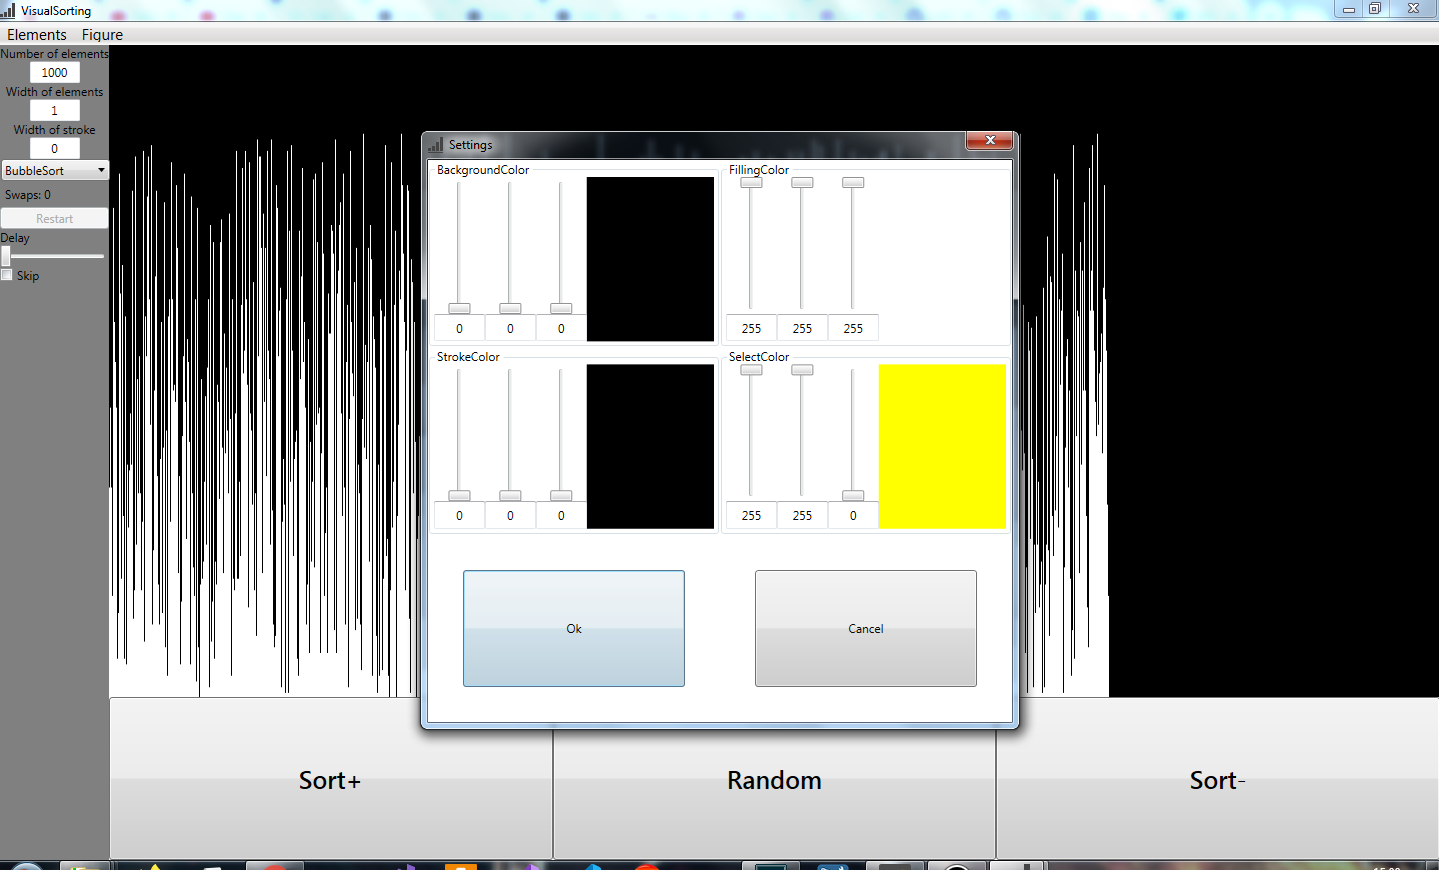 VisualSorting
Elements Figure
Number of elements
1000
Width of elements
1
Width of stroke
0
BubbleSort
Swaps: 0
Restart
Delay
Skip
Settings
BackgroundColor
0 0 0
FillingColor
255 255 255
StrokeColor
0 0 0
SelectColor
255 255 0
Ok Cancel
Sort+ Random Sort-